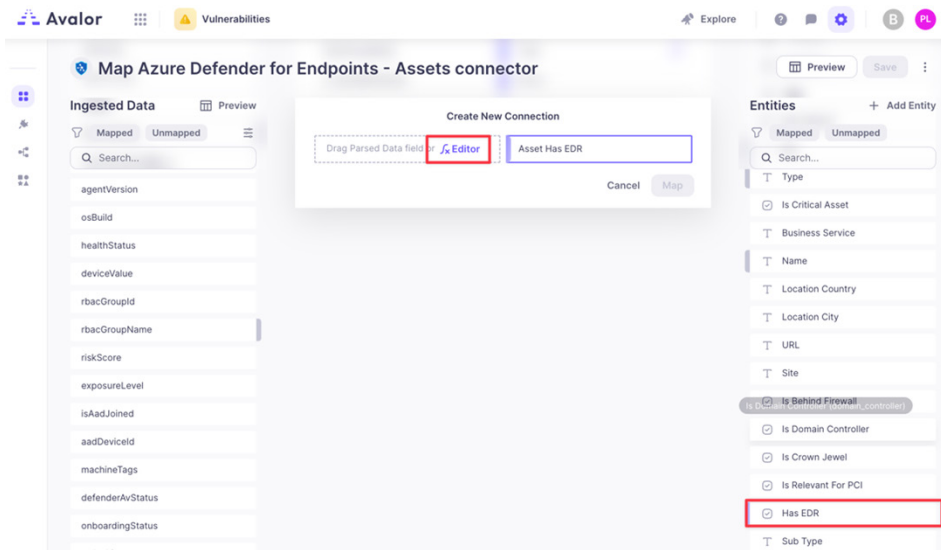 Avalor
Vulnerabilities
Explore
B
PL
Map Azure Defender for Endpoints - Assets connector
Preview
Save
Ingested Data
Preview
Mapped
Unmapped
Search...
agentVersion
osBuild
healthStatus
deviceValue
rbacGroupId
rbacGroupName
riskScore
exposureLevel
isAadJoined
aadDeviceId
machineTags
defenderAvStatus
onboardingStatus
Create New Connection
Drag Parsed Data field or fx Editor
Asset Has EDR
Cancel
Map
Entities
+ Add Entity
Mapped
Unmapped
Search...
T Type
Is Critical Asset
T Business Service
T Name
T Location Country
T Location City
T URL
T Site
Is Behind Firewall
Is Domain Controller (domain_controller)
Is Domain Controller
Is Crown Jewel
Is Relevant For PCI
Has EDR
T Sub Type